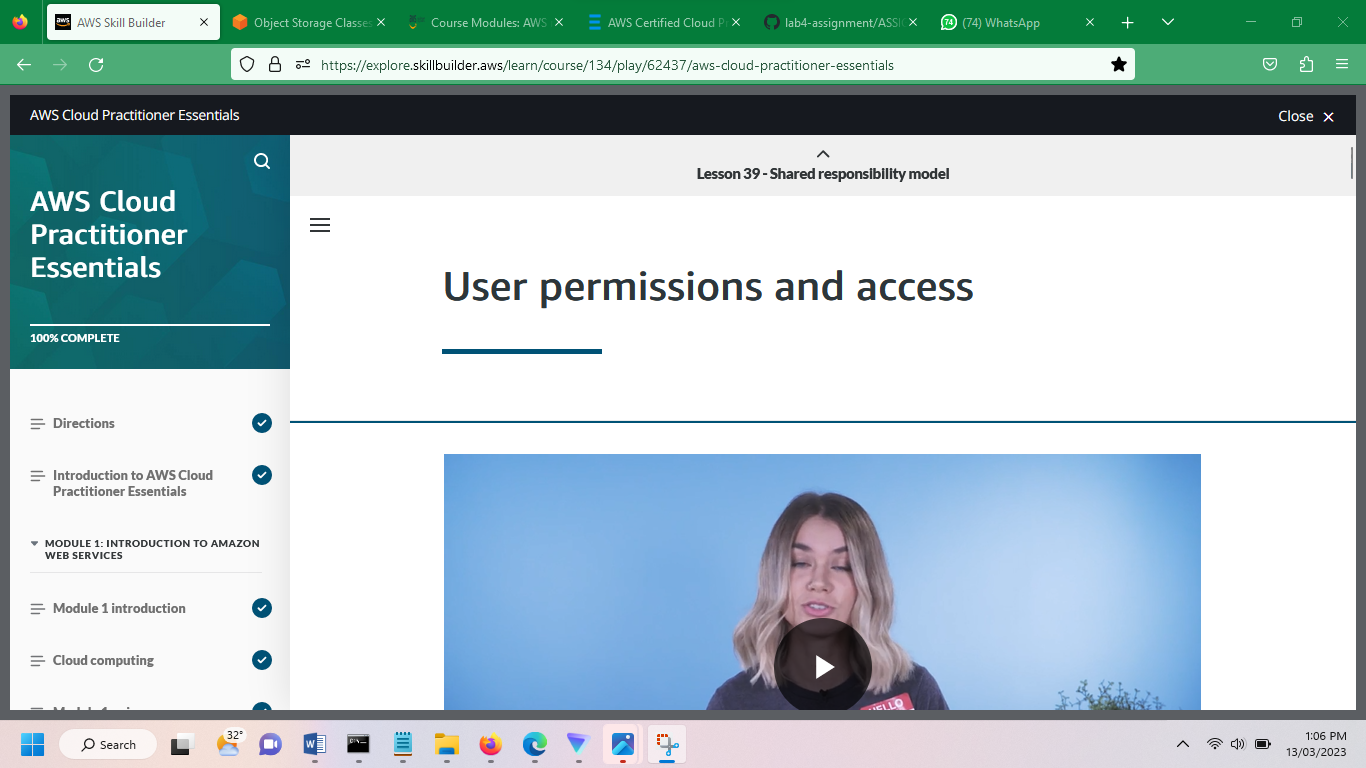 AWS Skill Builder
Object Storage Classes
Course Modules: AWS
AWS Certified Cloud P
lab4-assignment/ASSI
(74) WhatsApp
https://explore.skillbuilder.aws/learn/course/134/play/62437/aws-cloud-practitioner-essentials
AWS Cloud Practitioner Essentials
Close
AWS Cloud
Practitioner
Essentials
100% COMPLETE
Directions
Introduction to AWS Cloud
Practitioner Essentials
MODULE 1: INTRODUCTION TO AMAZON
WEB SERVICES
Module 1 introduction
Cloud computing
Lesson 39 - Shared responsibility model
User permissions and access
HELLO
32°
Search
1:06 PM
13/03/2023